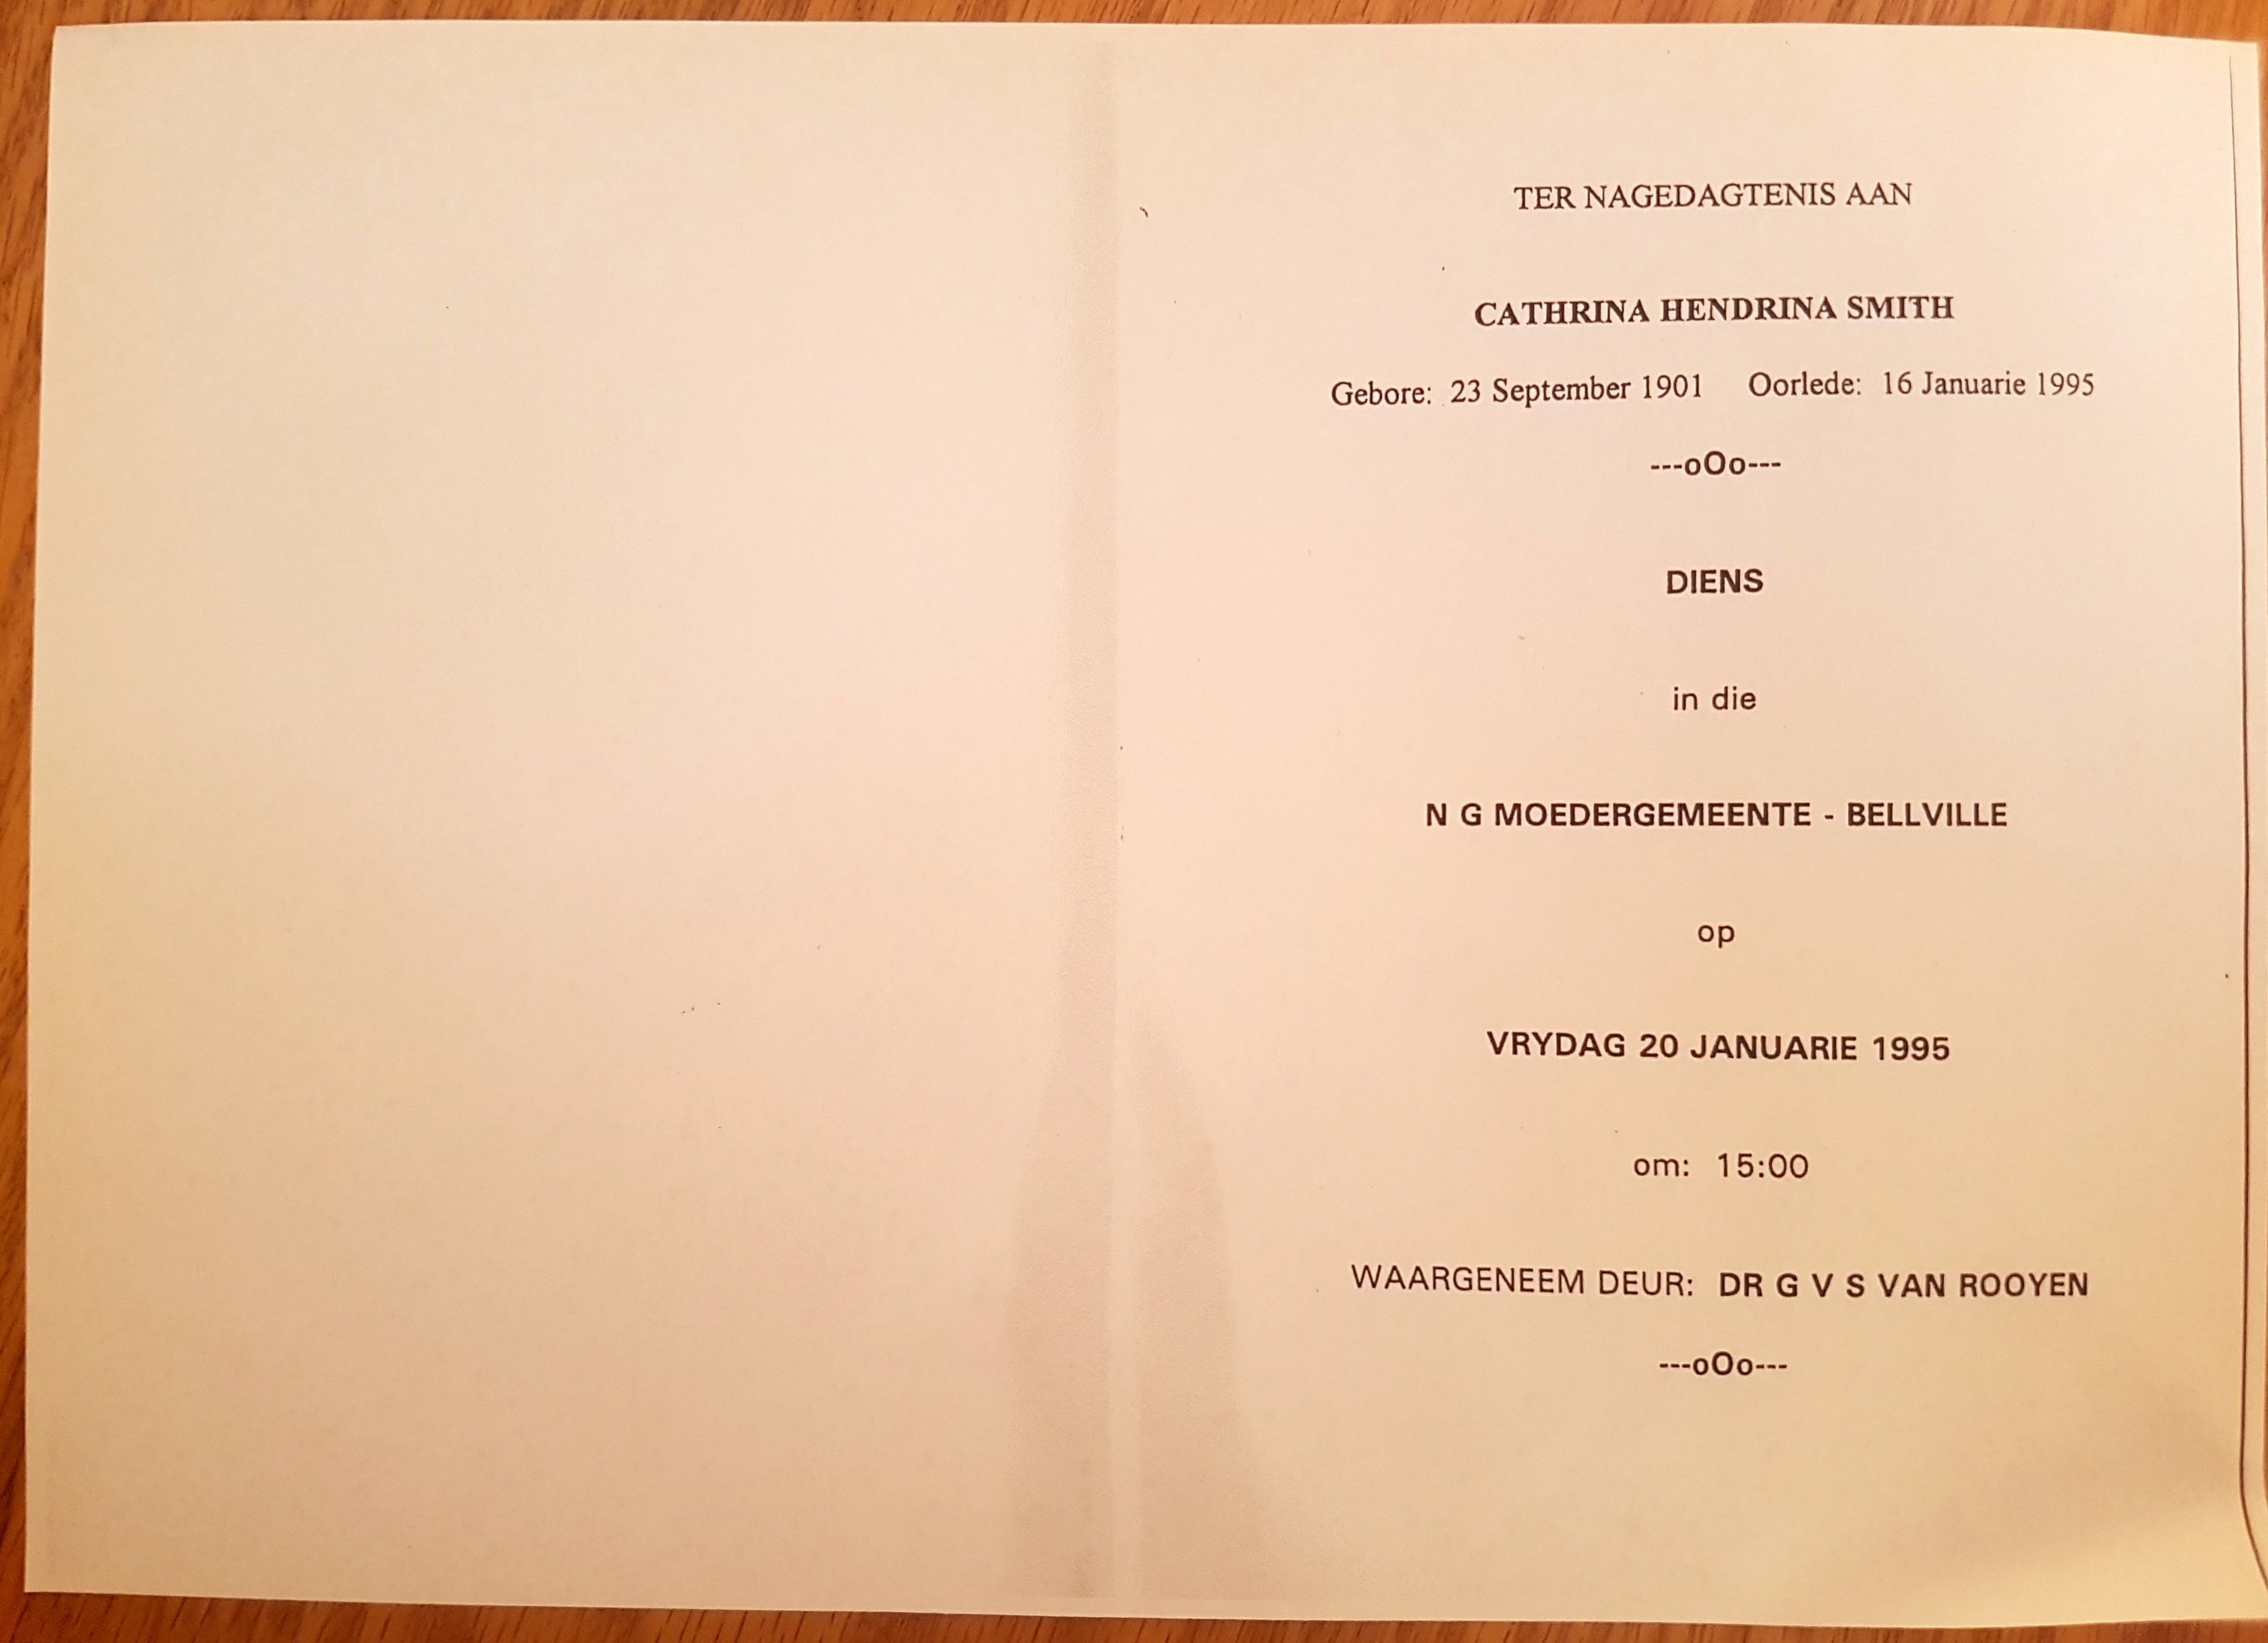 TER NAGEDAGTENIS AAN
CATHRINA HENDRINA SMITH
Gebore: 23 September 1901 Oorlede: 16 Januarie 1995
---oOo---
DIENS
in die
N G MOEDERGEMEENTE - BELLVILLE
op
VRYDAG 20 JANUARIE 1995
om: 15:00
WAARGENEEM DEUR: DR G V S VAN ROOYEN
---oOo---